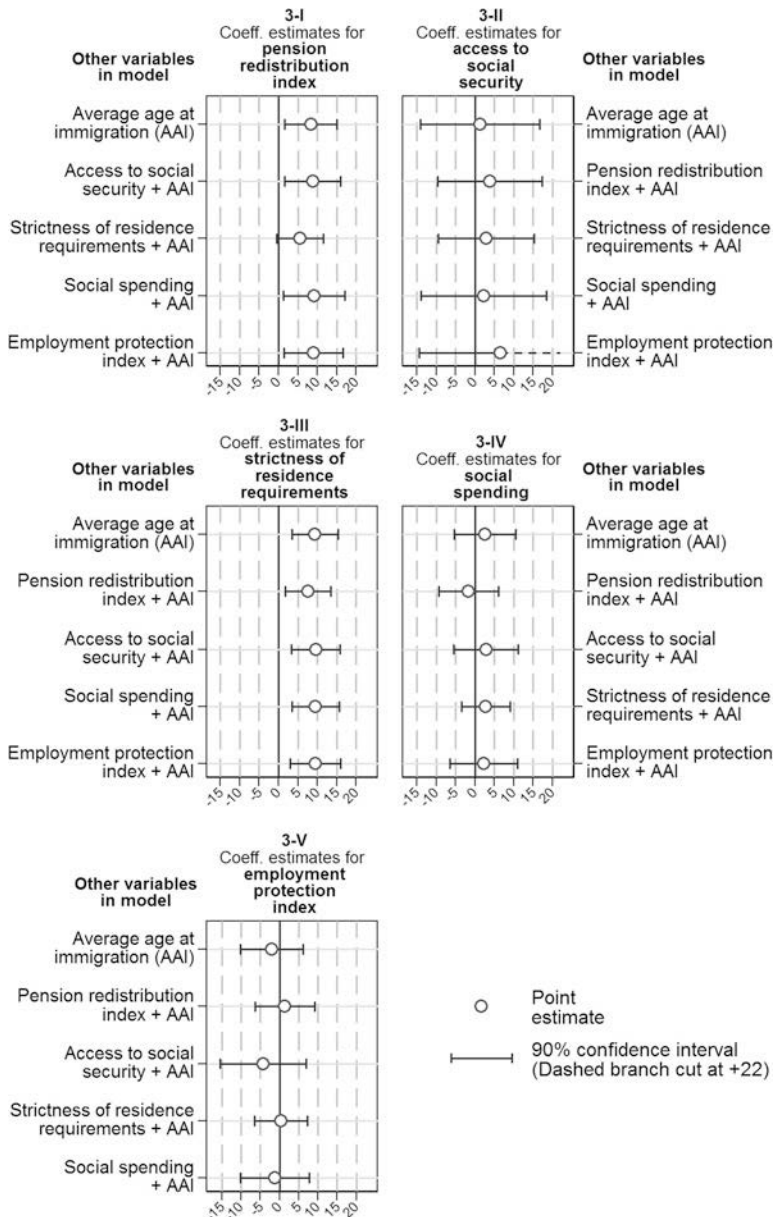 3-I
Coeff. estimates for
pension
redistribution
index
Other variables
in model
Average age at
immigration (AAI)
Access to social
security + AAI
Strictness of residence
requirements + AAI
Social spending
+ AAI
Employment protection
index + AAI
-15 -10 -5 0 5 10 15 20
3-II
Coeff. estimates for
access to
social
security
Other variables
in model
Average age at
immigration (AAI)
Pension redistribution
index + AAI
Strictness of residence
requirements + AAI
Social spending
+ AAI
Employment protection
index + AAI
-15 -10 -5 0 5 10 15 20
3-III
Coeff. estimates for
strictness of
residence
requirements
Other variables
in model
Average age at
immigration (AAI)
Pension redistribution
index + AAI
Access to social
security + AAI
Social spending
+ AAI
Employment protection
index + AAI
-15 -10 -5 0 5 10 15 20
3-IV
Coeff. estimates for
social
spending
Other variables
in model
Average age at
immigration (AAI)
Pension redistribution
index + AAI
Access to social
security + AAI
Strictness of residence
requirements + AAI
Employment protection
index + AAI
-15 -10 -5 0 5 10 15 20
3-V
Coeff. estimates for
employment
protection
index
Other variables
in model
Average age at
immigration (AAI)
Pension redistribution
index + AAI
Access to social
security + AAI
Strictness of residence
requirements + AAI
Social spending
+ AAI
-15 -10 -5 0 5 10 15 20
Point
estimate
90% confidence interval
(Dashed branch cut at +22)